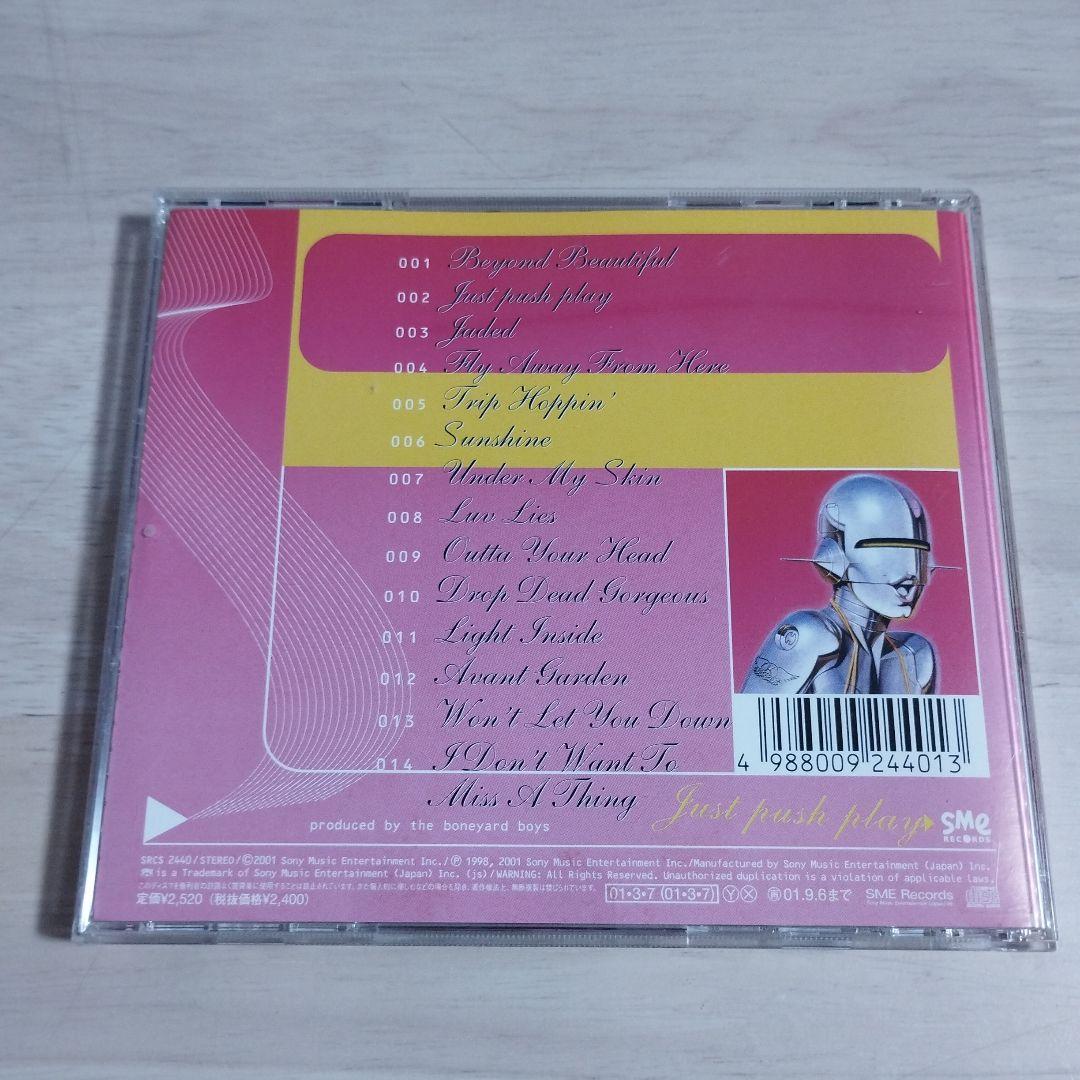 001 Beyond Beautiful
002 Just push play
003 Jaded
004 Fly Away From Here
005 Trip Hoppin'
006 Sunshine
007 Under My Skin
008 Luv Lies
009 Outta Your Head
010 Drop Dead Gorgeous
011 Light Inside
012 Avant Garden
013 Won't Let You Down
014 I Don't Want To
Miss A Thing
4 988009 244013
produced by the boneyard boys
Just push play
SMe
RECORDS
SRCS 2440/STEREO/©2001 Sony Music Entertainment Inc./Ⓟ 1998, 2001 Sony Music Entertainment Inc./Manufactured by Sony Music Entertainment (Japan) Inc.
is a Trademark of Sony Music Entertainment (Japan) Inc. (js)/WARNING: All Rights Reserved. Unauthorized duplication is a violation of applicable laws.
定価¥2,520 (税抜価格¥2,400)
01・3・7 (01・3・7) Ⓨ Ⓧ 再 01.9.6まで SME Records